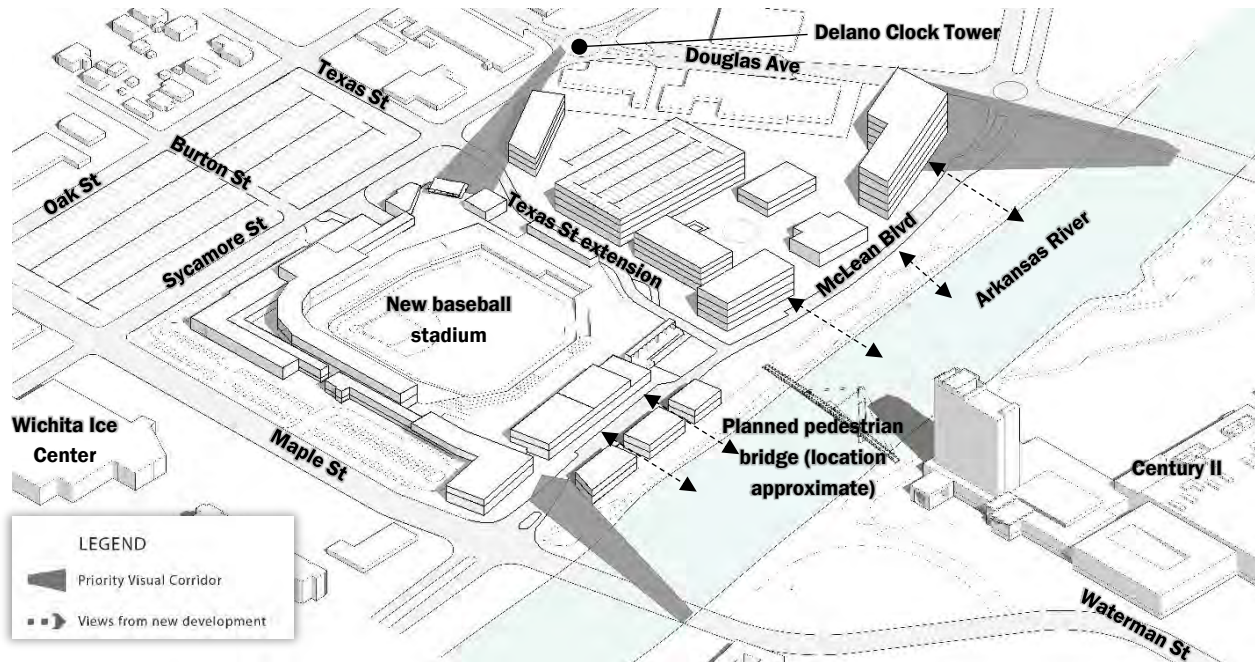 Delano Clock Tower
Douglas Ave
Texas St
Burton St
Oak St
Sycamore St
Texas St extension
McLean Blvd
Arkansas River
New baseball
stadium
Wichita Ice
Center
Maple St
Planned pedestrian
bridge (location
approximate)
Century II
Waterman St
LEGEND
Priority Visual Corridor
Views from new development